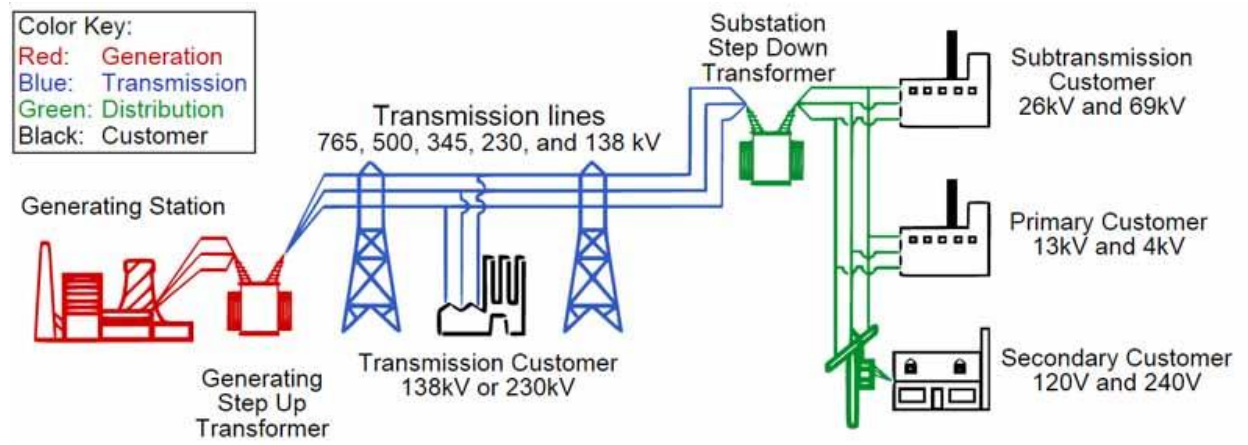 Color Key:
Red: Generation
Blue: Transmission
Green: Distribution
Black: Customer
Generating Station
Generating
Step Up
Transformer
Transmission lines
765, 500, 345, 230, and 138 kV
Transmission Customer
138kV or 230kV
Substation
Step Down
Transformer
Subtransmission
Customer
26kV and 69kV
Primary Customer
13kV and 4kV
Secondary Customer
120V and 240V